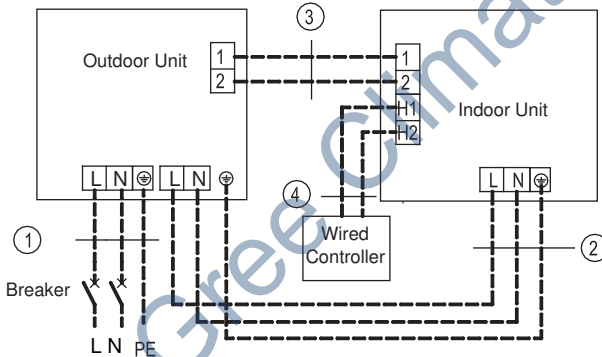 3
Outdoor Unit
1
2
1
2
H1
H2
Indoor Unit
L N
L N
L N
4
1
2
Wired
Controller
Breaker
L N PE
Gree Climat